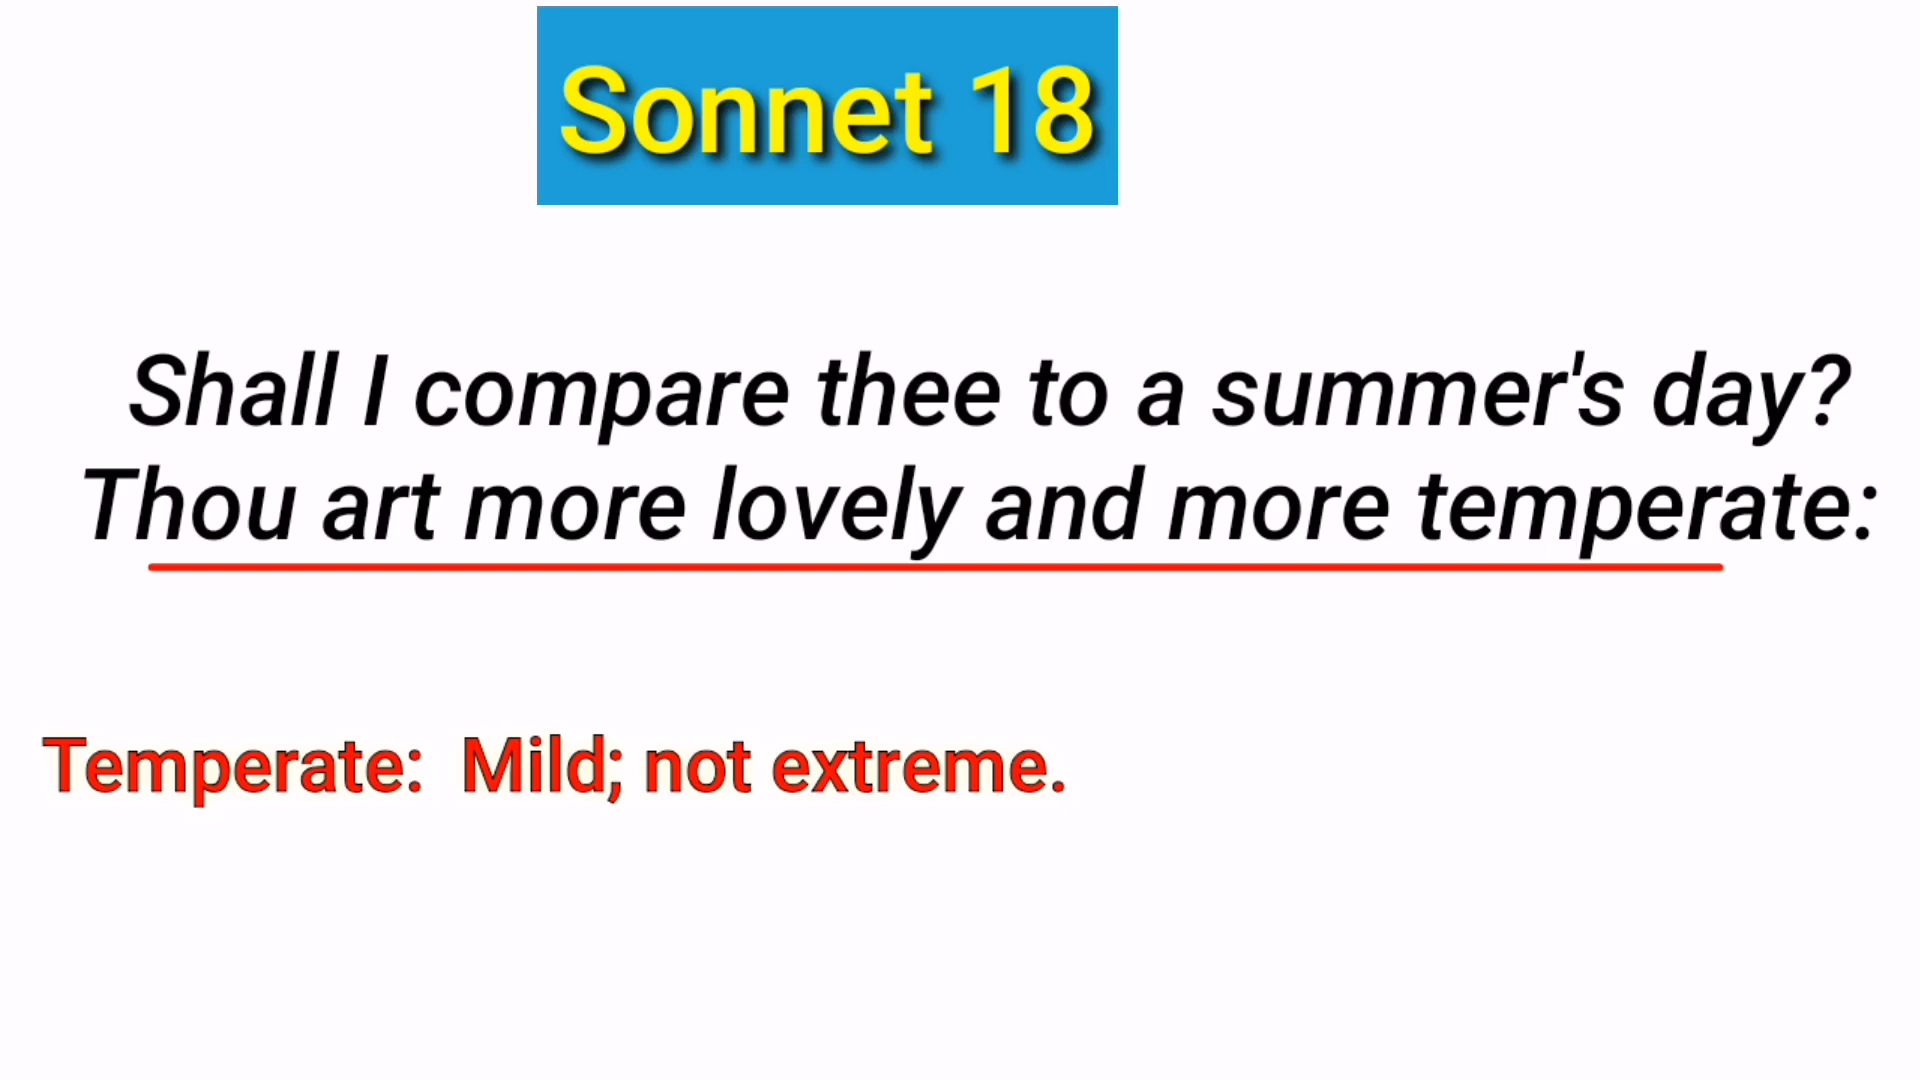 Sonnet 18
Shall I compare thee to a summer's day?
Thou art more lovely and more temperate:
Temperate:  Mild; not extreme.